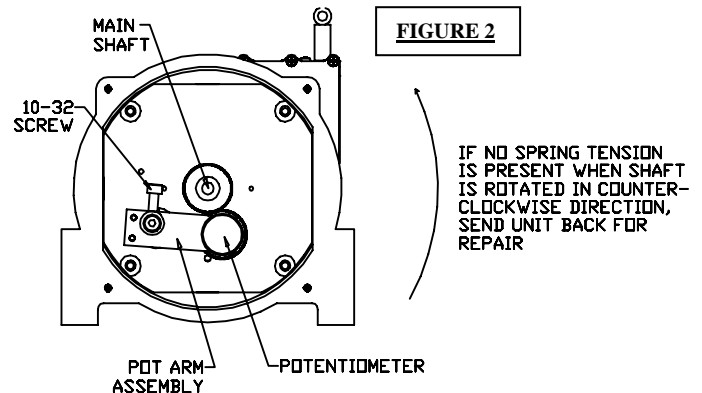 MAIN
SHAFT
FIGURE 2
10-32
SCREW
IF NO SPRING TENSION
IS PRESENT WHEN SHAFT
IS ROTATED IN COUNTER-
CLOCKWISE DIRECTION,
SEND UNIT BACK FOR
REPAIR
POT ARM
ASSEMBLY
POTENTIOMETER